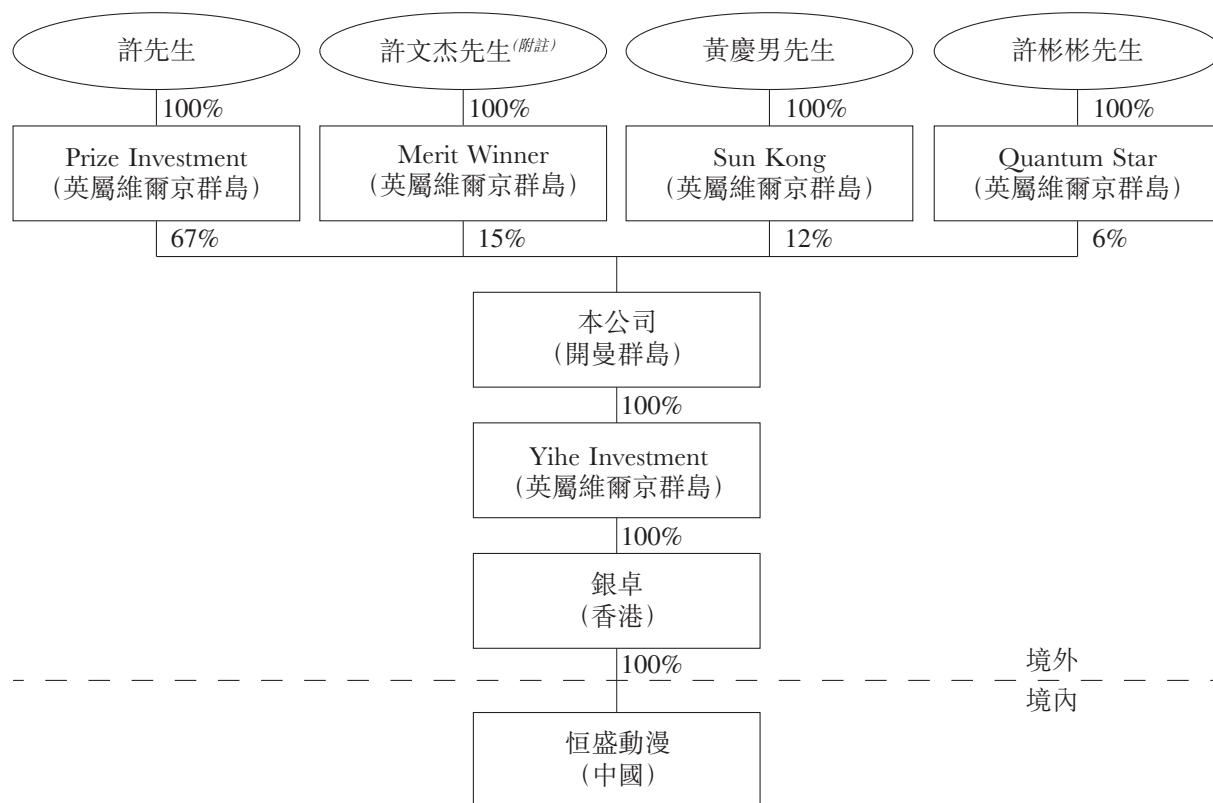 許先生
許文杰先生(附註)
黃慶男先生
許彬彬先生
100%
100%
100%
100%
Prize Investment
(英屬維爾京群島)
Merit Winner
(英屬維爾京群島)
Sun Kong
(英屬維爾京群島)
Quantum Star
(英屬維爾京群島)
67%
15%
12%
6%
本公司
(開曼群島)
100%
Yihe Investment
(英屬維爾京群島)
100%
銀卓
(香港)
100%
境外
境內
恒盛動漫
(中國)